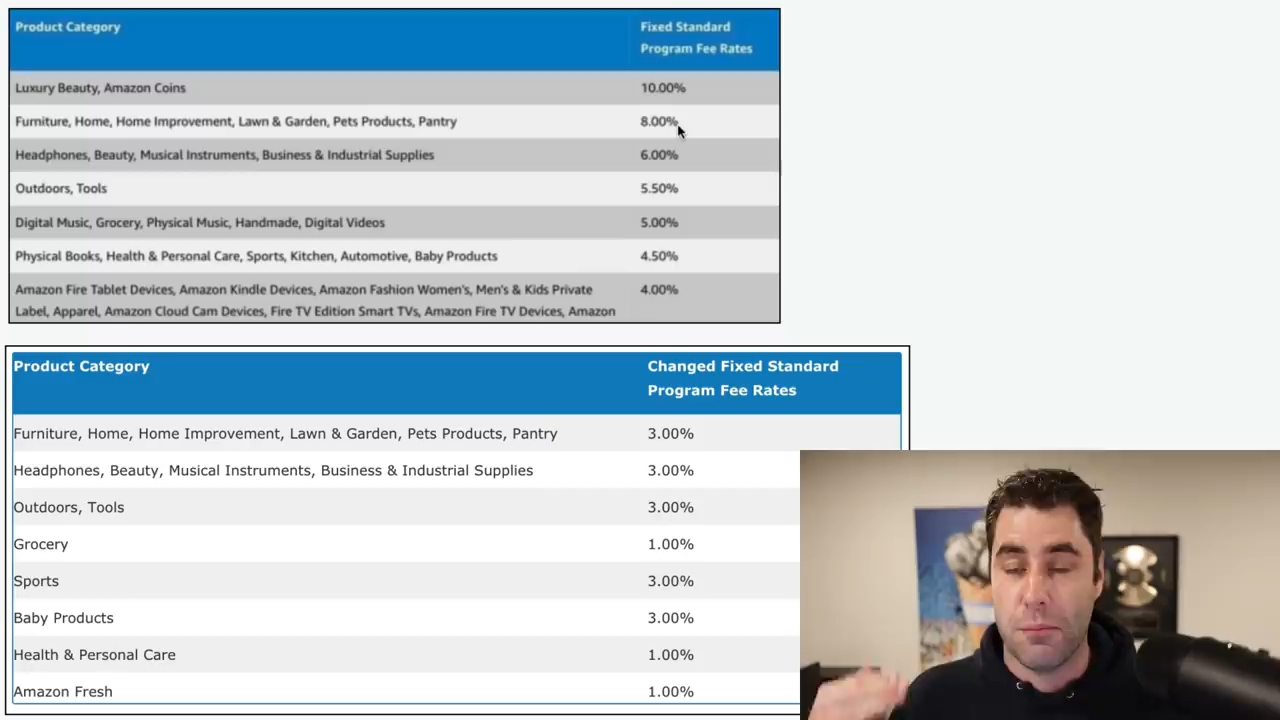 Product Category Fixed Standard
Program Fee Rates
Luxury Beauty, Amazon Coins 10.00%
Furniture, Home, Home Improvement, Lawn & Garden, Pets Products, Pantry 8.00%
Headphones, Beauty, Musical Instruments, Business & Industrial Supplies 6.00%
Outdoors, Tools 5.50%
Digital Music, Grocery, Physical Music, Handmade, Digital Videos 5.00%
Physical Books, Health & Personal Care, Sports, Kitchen, Automotive, Baby Products 4.50%
Amazon Fire Tablet Devices, Amazon Kindle Devices, Amazon Fashion Women's, Men's & Kids Private 4.00%
Label, Apparel, Amazon Cloud Cam Devices, Fire TV Edition Smart TVs, Amazon Fire TV Devices, Amazon
Product Category Changed Fixed Standard
Program Fee Rates
Furniture, Home, Home Improvement, Lawn & Garden, Pets Products, Pantry 3.00%
Headphones, Beauty, Musical Instruments, Business & Industrial Supplies 3.00%
Outdoors, Tools 3.00%
Grocery 1.00%
Sports 3.00%
Baby Products 3.00%
Health & Personal Care 1.00%
Amazon Fresh 1.00%